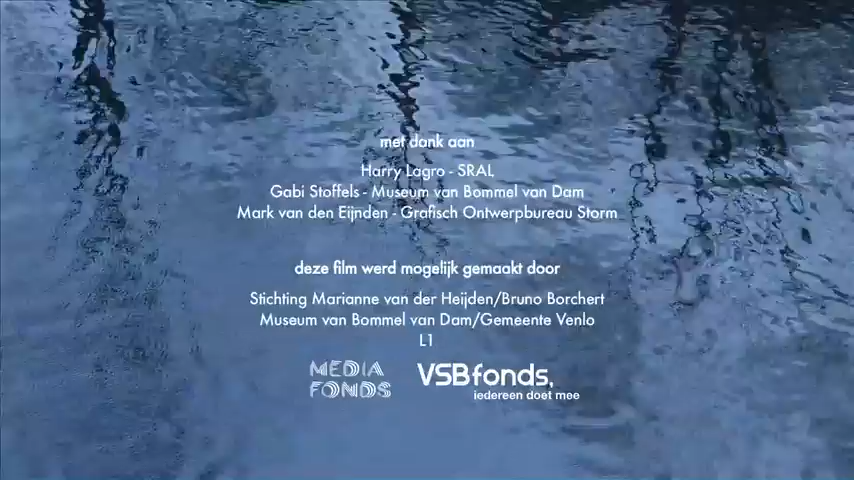 met dank aan
Harry Lagro - SRAL
Gabi Stoffels - Museum van Bommel van Dam
Mark van den Eijnden - Grafisch Ontwerpbureau Storm
deze film werd mogelijk gemaakt door
Stichting Marianne van der Heijden/Bruno Borchert
Museum van Bommel van Dam/Gemeente Venlo
L1
MEDIA
FONDS
VSBfonds,
iedereen doet mee